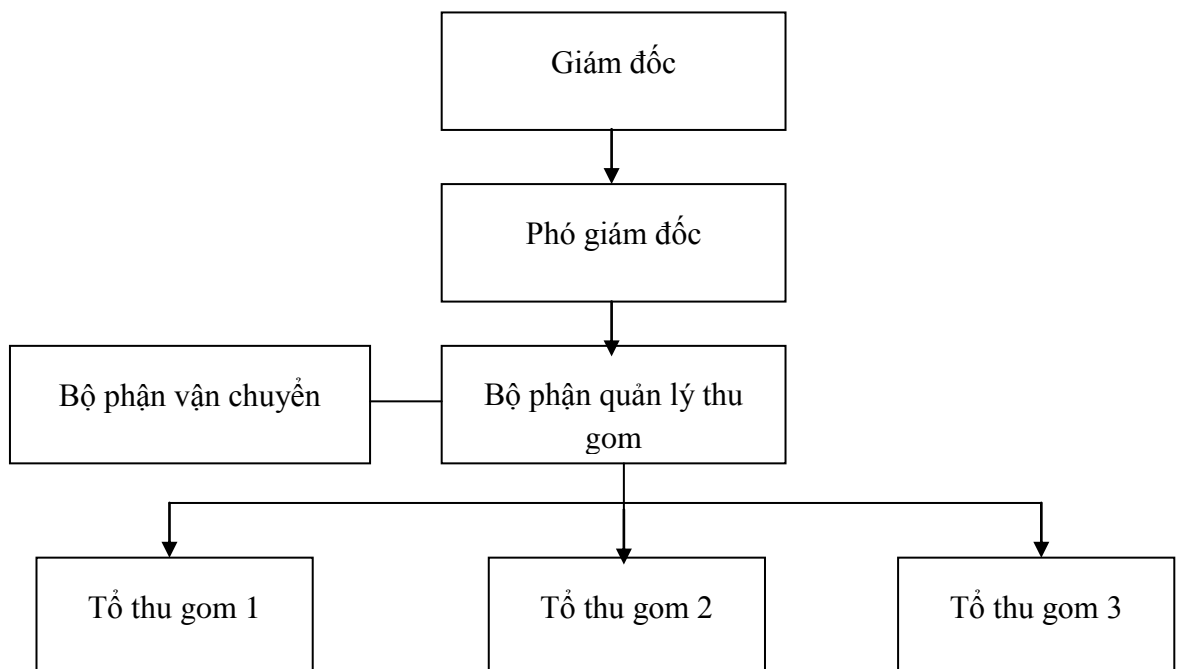 Giám đốc
Phó giám đốc
Bộ phận vận chuyển
Bộ phận quản lý thu
gom
Tổ thu gom 1
Tổ thu gom 2
Tổ thu gom 3